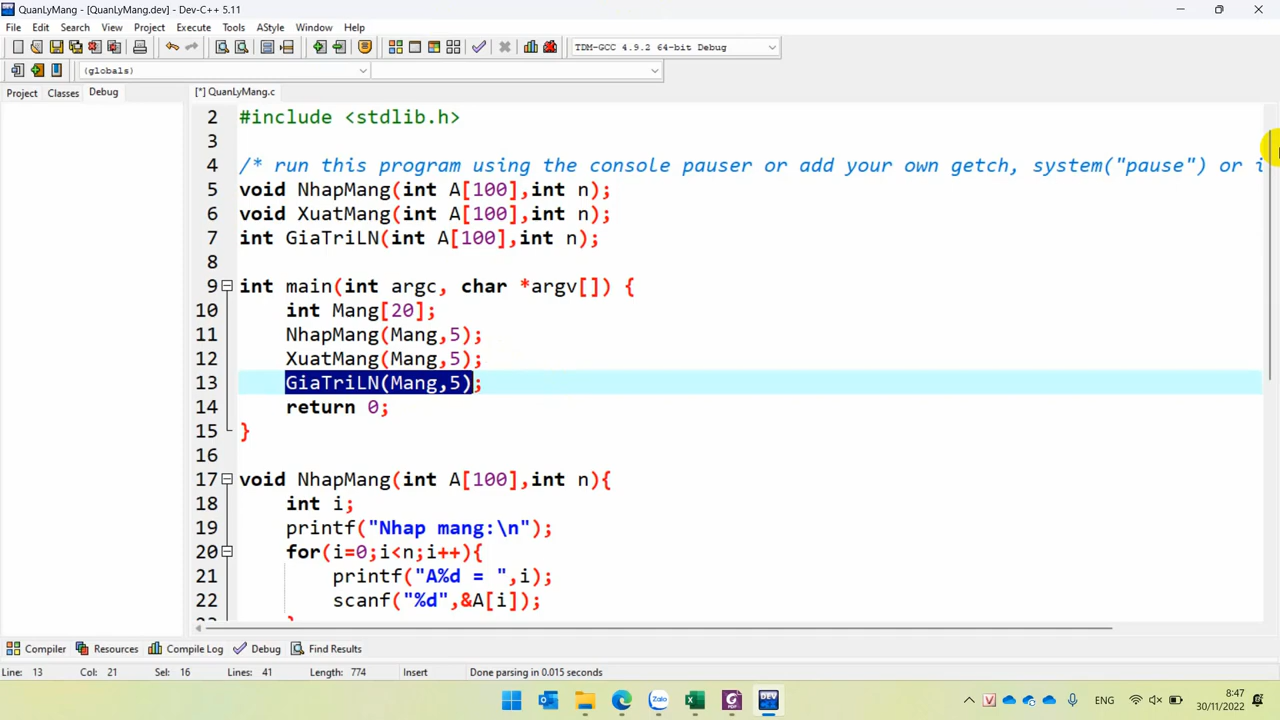 QuanLyMang - [QuanLyMang.dev] - Dev-C++ 5.11
File Edit Search View Project Execute Tools AStyle Window Help
TDM-GCC 4.9.2 64-bit Debug
(globals)
Project Classes Debug [*] QuanLyMang.c
2 #include <stdlib.h>
3
4 /* run this program using the console pauser or add your own getch, system("pause") or i
5 void NhapMang(int A[100],int n);
6 void XuatMang(int A[100],int n);
7 int GiaTriLN(int A[100],int n);
8
9 int main(int argc, char *argv[]) {
10 int Mang[20];
11 NhapMang(Mang,5);
12 XuatMang(Mang,5);
13 GiaTriLN(Mang,5);
14 return 0;
15 }
16
17 void NhapMang(int A[100],int n){
18 int i;
19 printf("Nhap mang:\n");
20 for(i=0;i<n;i++){
21 printf("A%d = ",i);
22 scanf("%d",&A[i]);
Compiler Resources Compile Log Debug Find Results
Line: 13 Col: 21 Sel: 16 Lines: 41 Length: 774 Insert Done parsing in 0.015 seconds
Zalo PDF DEV V ENG 8:47
30/11/2022